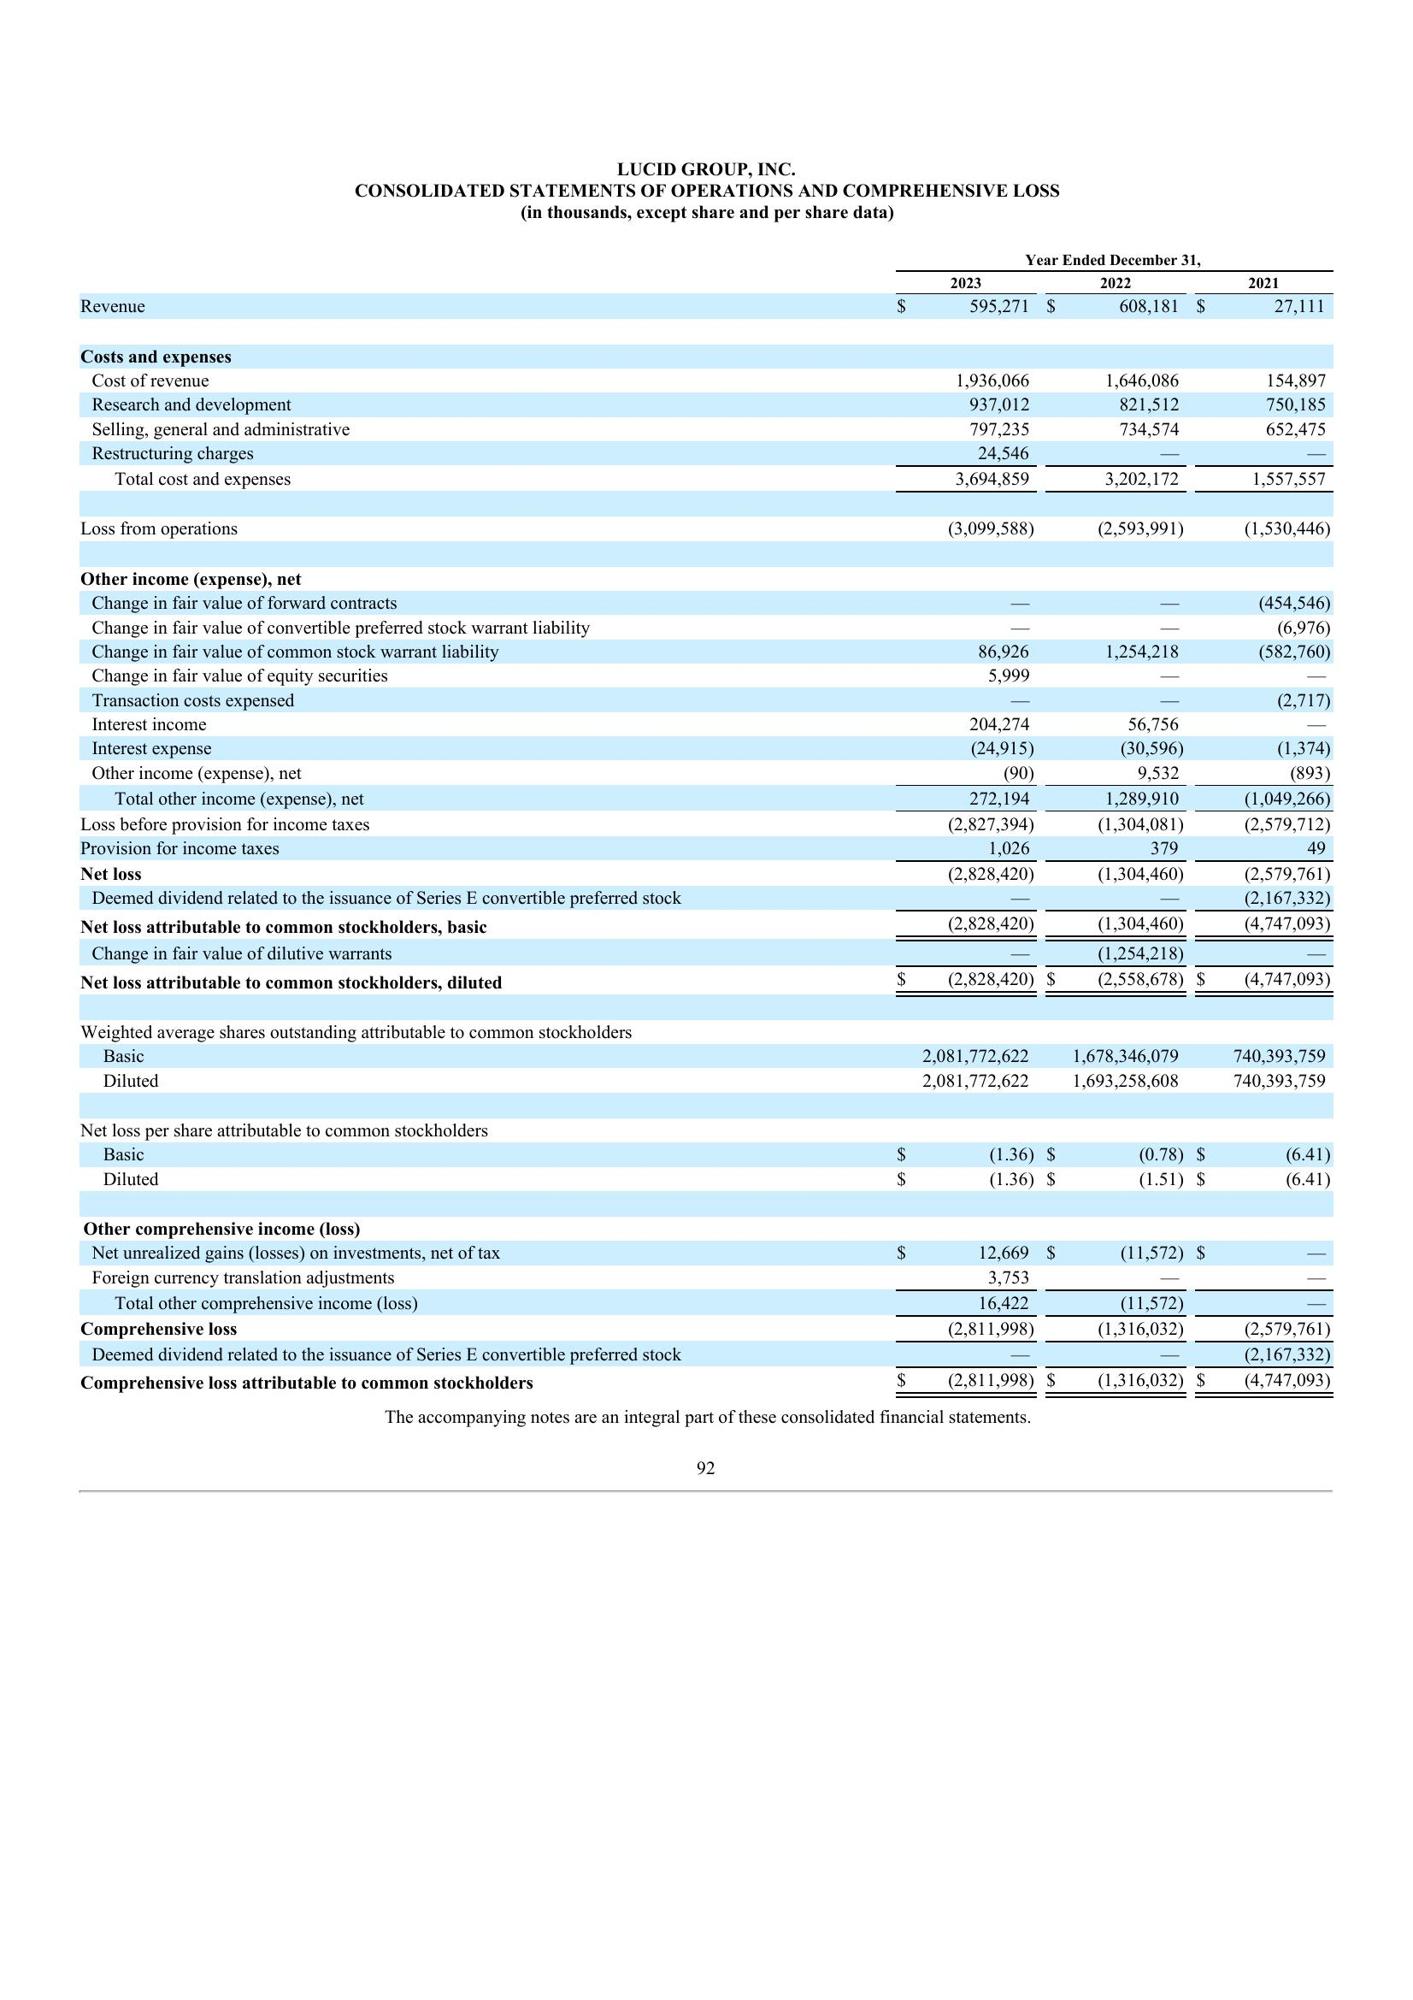 LUCID GROUP, INC.
CONSOLIDATED STATEMENTS OF OPERATIONS AND COMPREHENSIVE LOSS
(in thousands, except share and per share data)
Year Ended December 31,
2023 2022 2021
Revenue $ 595,271 $ 608,181 $ 27,111
Costs and expenses
Cost of revenue 1,936,066 1,646,086 154,897
Research and development 937,012 821,512 750,185
Selling, general and administrative 797,235 734,574 652,475
Restructuring charges 24,546 — —
Total cost and expenses 3,694,859 3,202,172 1,557,557
Loss from operations (3,099,588) (2,593,991) (1,530,446)
Other income (expense), net
Change in fair value of forward contracts — — (454,546)
Change in fair value of convertible preferred stock warrant liability — — (6,976)
Change in fair value of common stock warrant liability 86,926 1,254,218 (582,760)
Change in fair value of equity securities 5,999 — —
Transaction costs expensed — — (2,717)
Interest income 204,274 56,756 —
Interest expense (24,915) (30,596) (1,374)
Other income (expense), net (90) 9,532 (893)
Total other income (expense), net 272,194 1,289,910 (1,049,266)
Loss before provision for income taxes (2,827,394) (1,304,081) (2,579,712)
Provision for income taxes 1,026 379 49
Net loss (2,828,420) (1,304,460) (2,579,761)
Deemed dividend related to the issuance of Series E convertible preferred stock — — (2,167,332)
Net loss attributable to common stockholders, basic (2,828,420) (1,304,460) (4,747,093)
Change in fair value of dilutive warrants — (1,254,218) —
Net loss attributable to common stockholders, diluted $ (2,828,420) $ (2,558,678) $ (4,747,093)
Weighted average shares outstanding attributable to common stockholders
Basic 2,081,772,622 1,678,346,079 740,393,759
Diluted 2,081,772,622 1,693,258,608 740,393,759
Net loss per share attributable to common stockholders
Basic $ (1.36) $ (0.78) $ (6.41)
Diluted $ (1.36) $ (1.51) $ (6.41)
Other comprehensive income (loss)
Net unrealized gains (losses) on investments, net of tax $ 12,669 $ (11,572) $ —
Foreign currency translation adjustments 3,753 — —
Total other comprehensive income (loss) 16,422 (11,572) —
Comprehensive loss (2,811,998) (1,316,032) (2,579,761)
Deemed dividend related to the issuance of Series E convertible preferred stock — — (2,167,332)
Comprehensive loss attributable to common stockholders $ (2,811,998) $ (1,316,032) $ (4,747,093)
The accompanying notes are an integral part of these consolidated financial statements.
92